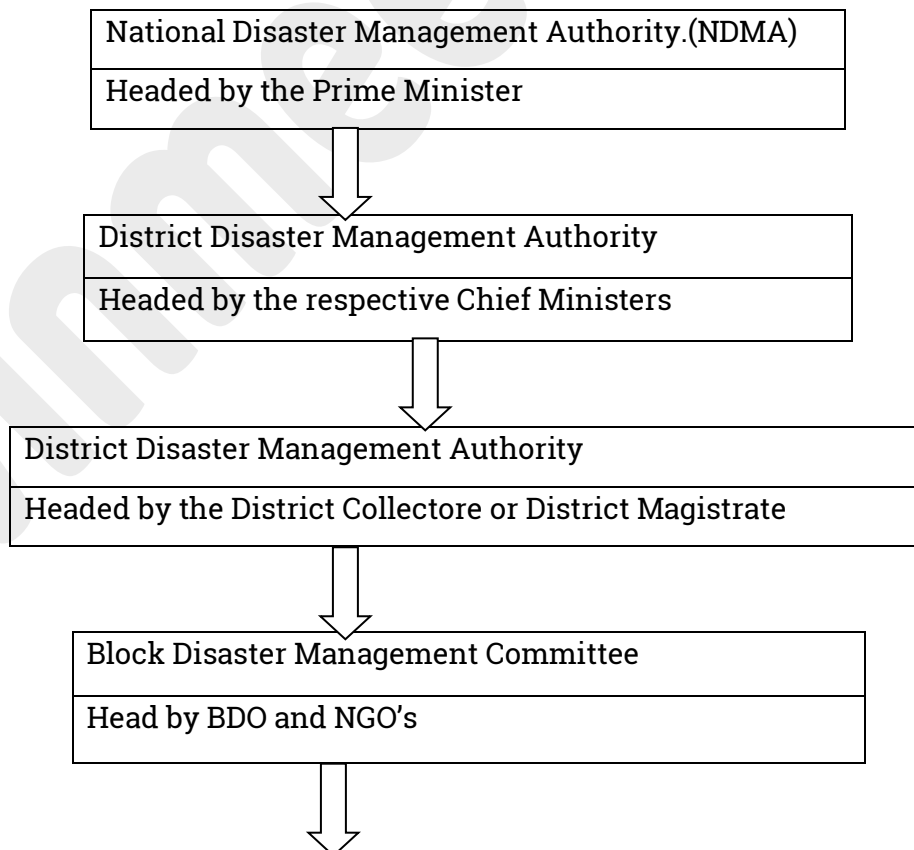 National Disaster Management Authority.(NDMA)
Headed by the Prime Minister
District Disaster Management Authority
Headed by the respective Chief Ministers
District Disaster Management Authority
Headed by the District Collectore or District Magistrate
Block Disaster Management Committee
Head by BDO and NGO’s